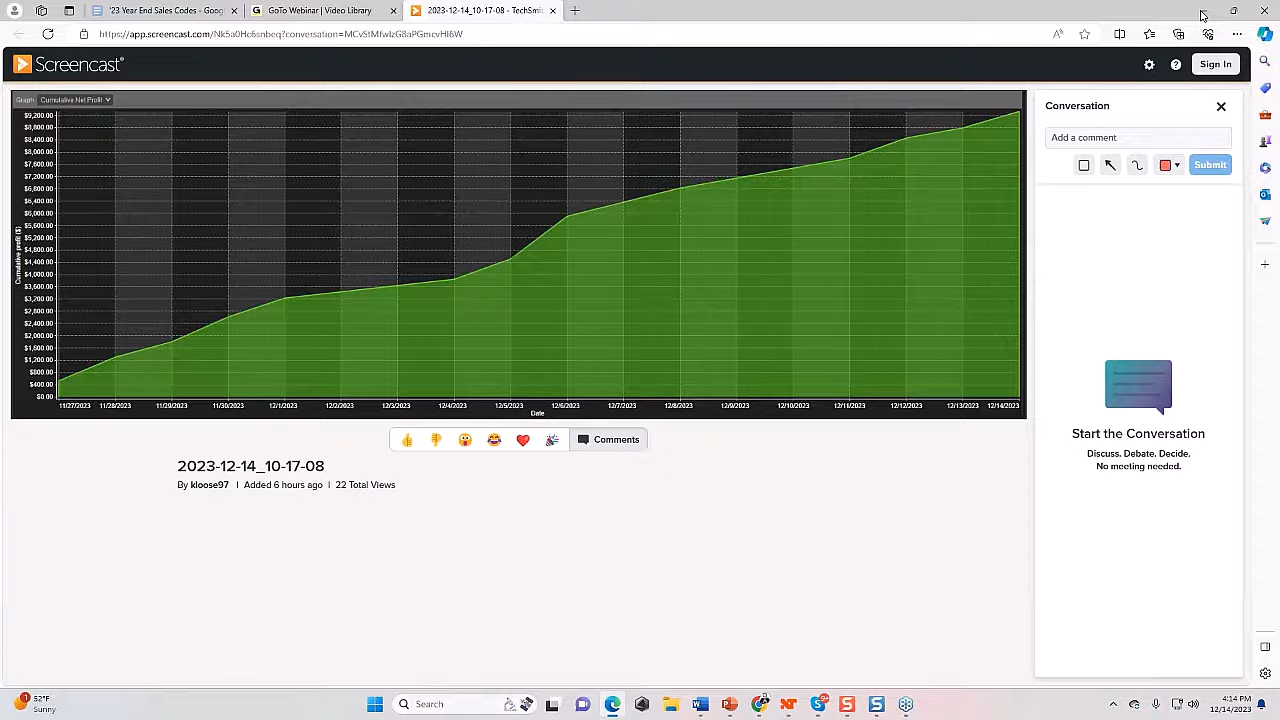 '23 Year End Sales Codes - Goog
GoTo Webinar | Video Library
2023-12-14_10-17-08 - TechSmit
Screencast
Sign In
Graph Cumulative Net Profit
$9,200.00
$8,800.00
$8,400.00
$8,000.00
$7,600.00
$7,200.00
$6,800.00
$6,400.00
$6,000.00
$5,600.00
$5,200.00
$4,800.00
$4,400.00
$4,000.00
$3,600.00
$3,200.00
$2,800.00
$2,400.00
$2,000.00
$1,600.00
$1,200.00
$800.00
$400.00
$0.00
Cumulative profit ($)
11/27/2023 11/28/2023 11/29/2023 11/30/2023 12/1/2023 12/2/2023 12/3/2023 12/4/2023 12/5/2023 12/6/2023 12/7/2023 12/8/2023 12/9/2023 12/10/2023 12/11/2023 12/12/2023 12/13/2023 12/14/2023
Date
Comments
2023-12-14_10-17-08
By kloose97 | Added 6 hours ago | 22 Total Views
Conversation
Add a comment
Submit
Start the Conversation
Discuss. Debate. Decide.
No meeting needed.
52°F
Sunny
Search
4:14 PM
12/14/2023